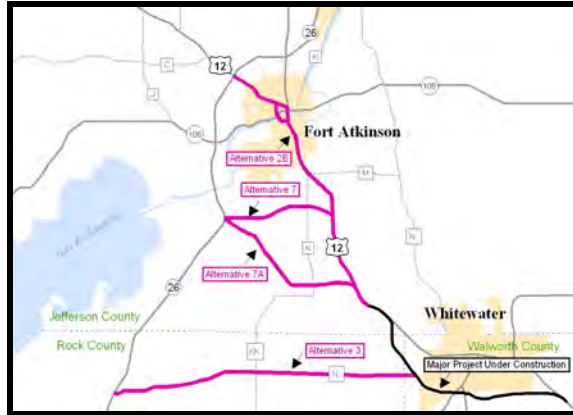 26
K
12
C
J
106
106
Fort Atkinson
Alternative 2B
M
Alternative 7
N
K
12
Alternative 7A
26
Whitewater
Jefferson County
Rock County
Walworth County
KK
Alternative 3
N
Major Project Under Construction